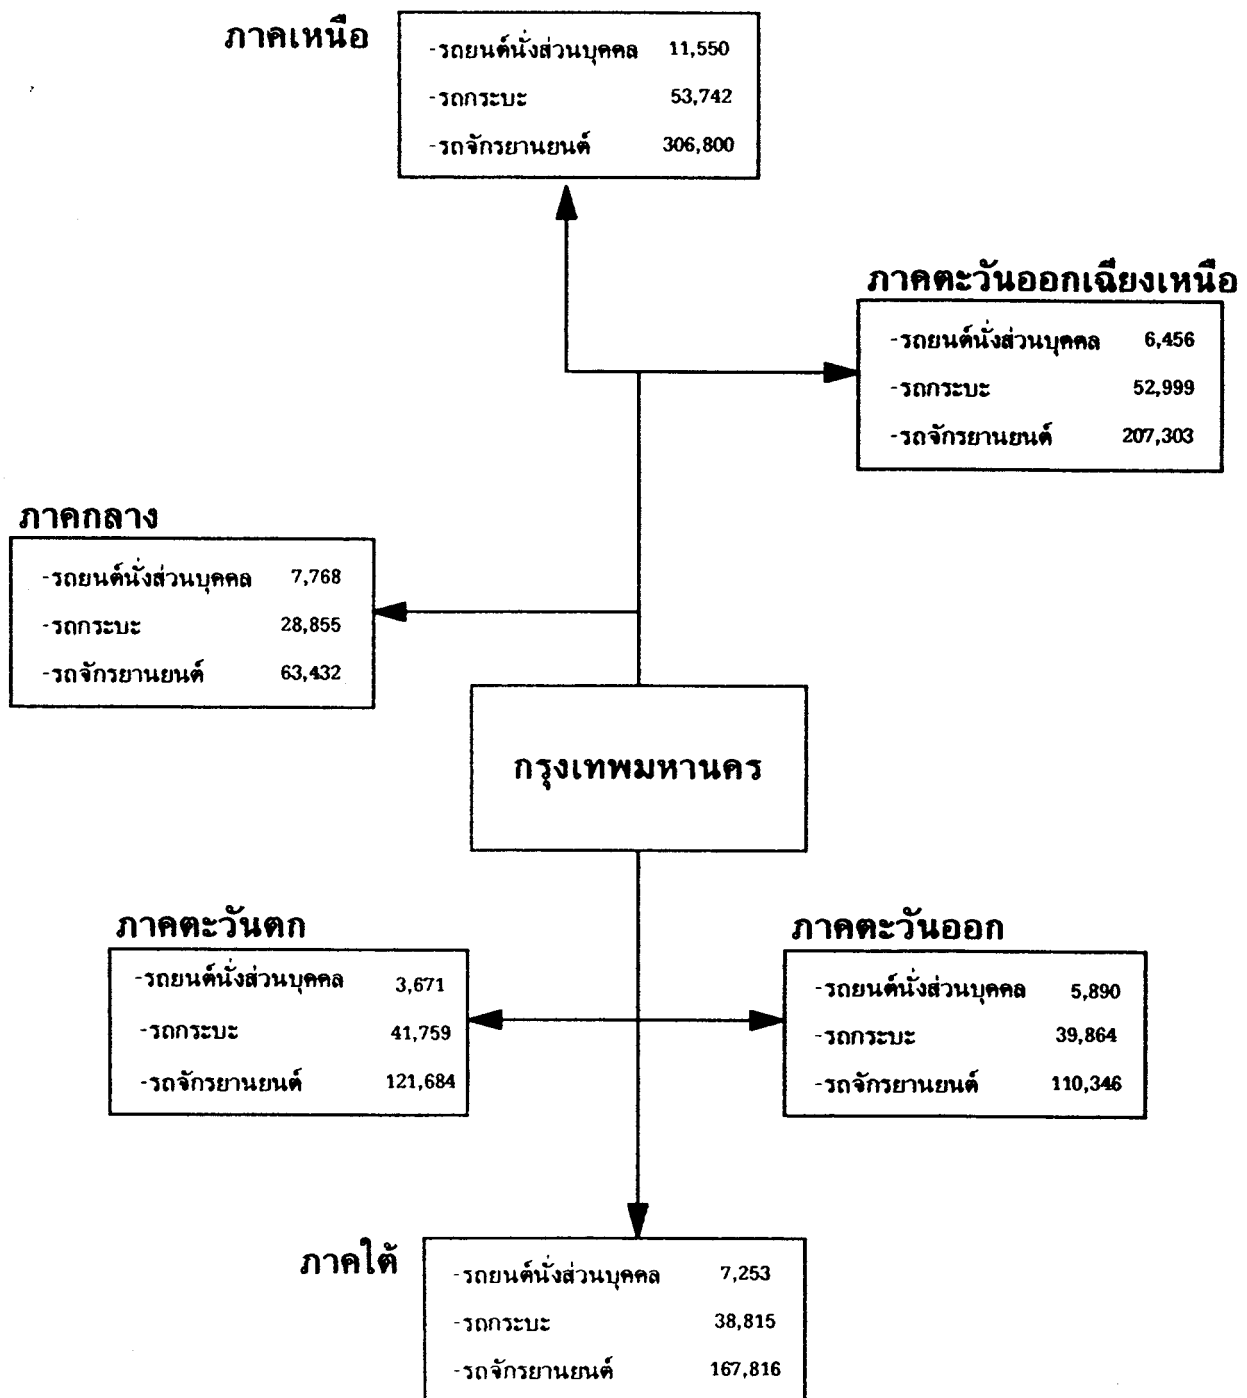 ภาคเหนือ
-รถยนต์นั่งส่วนบุคคล 11,550
-รถกระบะ 53,742
-รถจักรยานยนต์ 306,800
ภาคตะวันออกเฉียงเหนือ
-รถยนต์นั่งส่วนบุคคล 6,456
-รถกระบะ 52,999
-รถจักรยานยนต์ 207,303
ภาคกลาง
-รถยนต์นั่งส่วนบุคคล 7,768
-รถกระบะ 28,855
-รถจักรยานยนต์ 63,432
กรุงเทพมหานคร
ภาคตะวันตก
-รถยนต์นั่งส่วนบุคคล 3,671
-รถกระบะ 41,759
-รถจักรยานยนต์ 121,684
ภาคตะวันออก
-รถยนต์นั่งส่วนบุคคล 5,890
-รถกระบะ 39,864
-รถจักรยานยนต์ 110,346
ภาคใต้
-รถยนต์นั่งส่วนบุคคล 7,253
-รถกระบะ 38,815
-รถจักรยานยนต์ 167,816